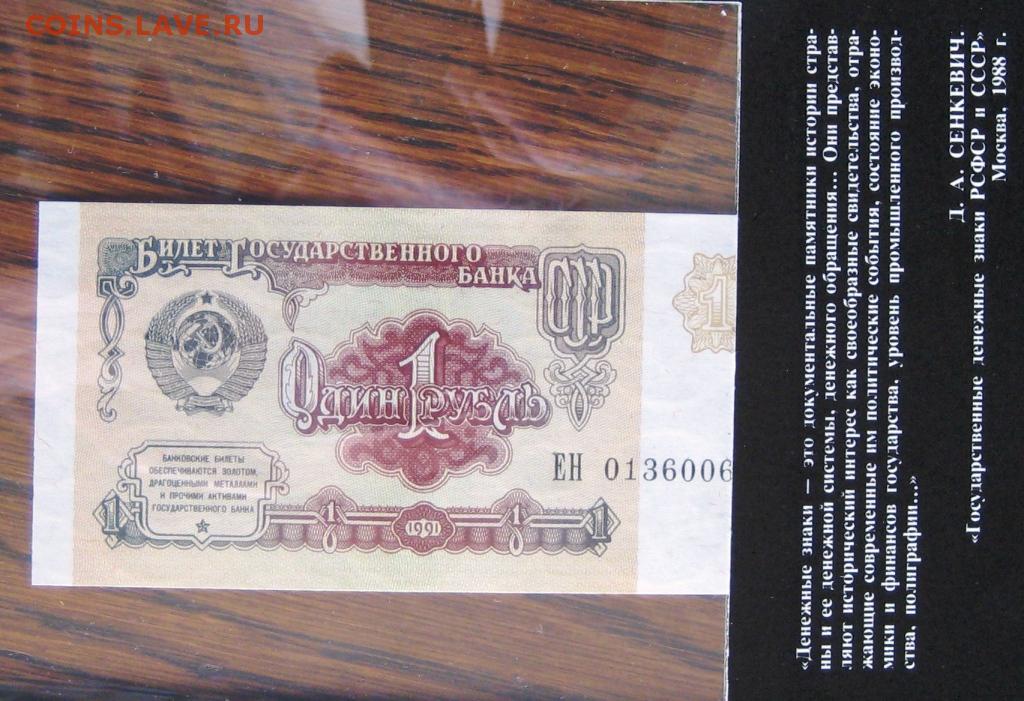 COINS.LAVE.RU
БИЛЕТ ГОСУДАРСТВЕННОГО
БАНКА
СССР
1
ОДИН 1 РУБЛЬ
БАНКОВСКИЕ БИЛЕТЫ
ОБЕСПЕЧИВАЮТСЯ ЗОЛОТОМ,
ДРАГОЦЕННЫМИ МЕТАЛЛАМИ
И ПРОЧИМИ АКТИВАМИ
ГОСУДАРСТВЕННОГО БАНКА
ЕН 0136006
1 1 1991 1 1
«Денежные знаки — это документальные памятники истории стра-
ны и ее денежной системы, денежного обращения... Они представ-
ляют исторический интерес как своеобразные свидетельства, отра-
жающие современные им политические события, состояние эконо-
мики и финансов государства, уровень промышленного производ-
ства, полиграфии...»
Д. А. СЕНКЕВИЧ.
«Государственные денежные знаки РСФСР и СССР»
Москва, 1988 г.